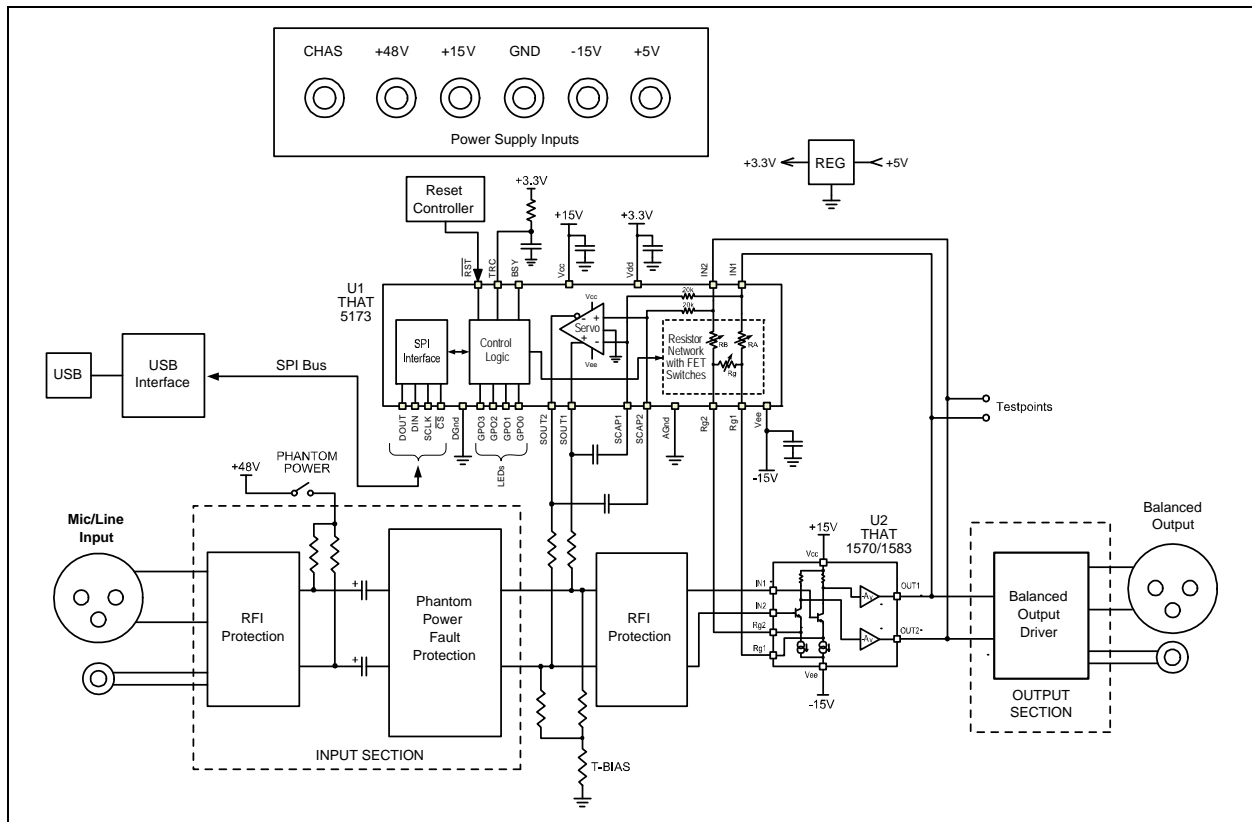 CHAS +48V +15V GND -15V +5V
Power Supply Inputs
+3.3V REG +5V
Reset
Controller
+3.3V
+15V
+3.3V
RST
TRC
BSY
Vcc
Vdd
IN2
IN1
U1
THAT
5173
20k
20k
Vcc
Servo
Vee
- +
+ -
SPI
Interface
Control
Logic
Resistor
Network
with FET
Switches
RB
RA
Rg
USB
USB
Interface
SPI Bus
DOUT
DIN
SCLK
CS
DGnd
GPO3
GPO2
GPO1
GPO0
SOUT2
SOUT1
SCAP1
SCAP2
AGnd
Rg2
Rg1
Vee
LEDs
-15V
Testpoints
+48V
PHANTOM
POWER
Mic/Line
Input
RFI
Protection
+
+
Phantom
Power
Fault
Protection
INPUT SECTION
RFI
Protection
T-BIAS
+15V
U2
THAT
1570/1583
Vcc
IN1
IN2
Rg2
Rg1
-Av
-Av
OUT1
OUT2
Vee
-15V
Balanced
Output
Driver
OUTPUT
SECTION
Balanced
Output